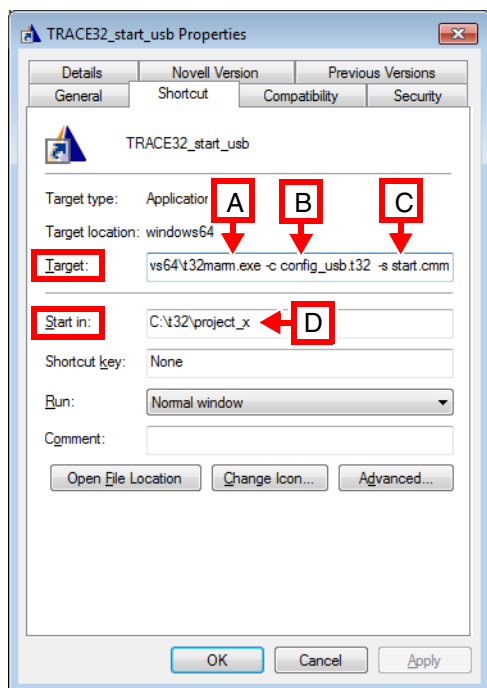 TRACE32_start_usb Properties
Details Novell Version Previous Versions
General Shortcut Compatibility Security
TRACE32_start_usb
Target type: Application
A B C
Target location: windows64
Target: vs64\t32marm.exe -c config_usb.t32 -s start.cmm
Start in: C:\t32\project_x D
Shortcut key: None
Run: Normal window
Comment:
Open File Location Change Icon... Advanced...
OK Cancel Apply